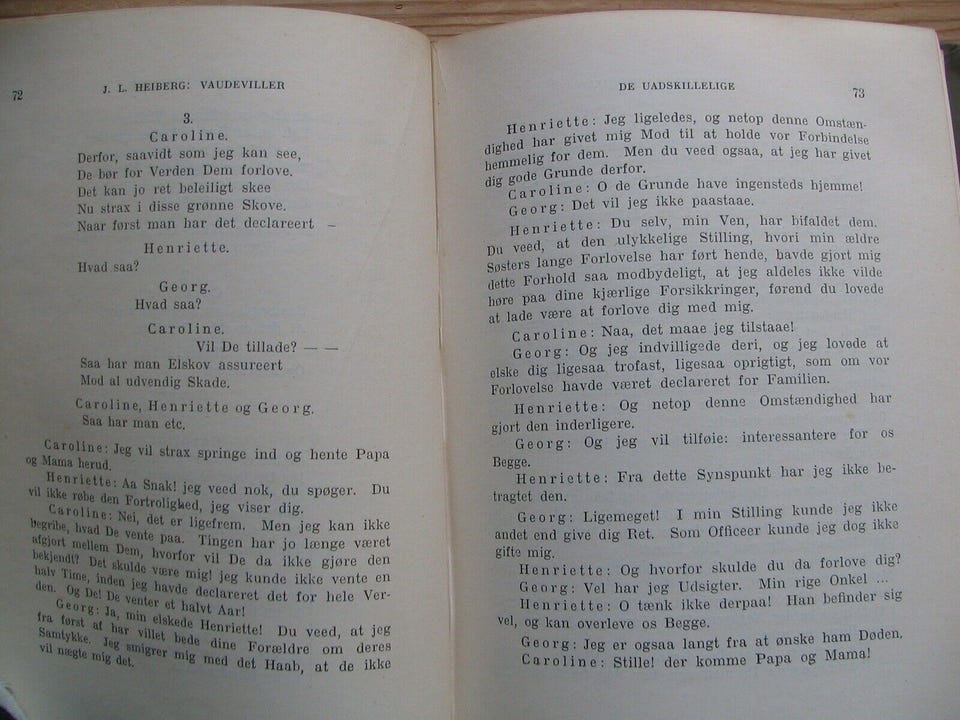 72
J. L. HEIBERG: VAUDEVILLER
3.
Caroline.
Derfor, saavidt som jeg kan see,
De bør for Verden Dem forlove.
Det kan jo ret beleiligt skee
Nu strax i disse grønne Skove.
Naar først man har det declareert –
Henriette.
Hvad saa?
Georg.
Hvad saa?
Caroline.
Vil De tillade? — —
Saa har man Elskov assureert
Mod al udvendig Skade.
Caroline, Henriette og Georg.
Saa har man etc.
Caroline: Jeg vil strax springe ind og hente Papa
og Mama herud.
Henriette: Aa Snak! jeg veed nok, du spøger. Du
vil ikke røbe den Fortrolighed, jeg viser dig.
Caroline: Nei, det er ligefrem. Men jeg kan ikke
begribe, hvad De vente paa. Tingen har jo længe været
afgjort mellem Dem, hvorfor vil De da ikke gjøre den
bekjendt? Det skulde være mig! jeg kunde ikke vente en
halv Time, inden jeg havde declareret det for hele Ver-
den. Og De! De venter et halvt Aar!
Georg: Ja, min elskede Henriette! Du veed, at jeg
fra først af har villet bede dine Forældre om deres
Samtykke. Jeg smigrer mig med det Haab, at de ikke
vil nægte mig det.
DE UADSKILLELIGE
73
Henriette: Jeg ligeledes, og netop denne Omstæn-
dighed har givet mig Mod til at holde vor Forbindelse
hemmelig for dem. Men du veed ogsaa, at jeg har givet
dig gode Grunde derfor.
Caroline: O de Grunde have ingensteds hjemme!
Georg: Det vil jeg ikke paastaae.
Henriette: Du selv, min Ven, har bifaldet dem.
Du veed, at den ulykkelige Stilling, hvori min ældre
Søsters lange Forlovelse har ført hende, havde gjort mig
dette Forhold saa modbydeligt, at jeg aldeles ikke vilde
høre paa dine kjærlige Forsikkringer, førend du lovede
at lade være at forlove dig med mig.
Caroline: Naa, det maae jeg tilstaae!
Georg: Og jeg indvilligede deri, og jeg lovede at
elske dig ligesaa trofast, ligesaa oprigtigt, som om vor
Forlovelse havde været declareret for Familien.
Henriette: Og netop denne Omstændighed har
gjort den inderligere.
Georg: Og jeg vil tilføie: interessantere for os
Begge.
Henriette: Fra dette Synspunkt har jeg ikke be-
tragtet den.
Georg: Ligemeget! I min Stilling kunde jeg ikke
andet end give dig Ret. Som Officeer kunde jeg dog ikke
gifte mig.
Henriette: Og hvorfor skulde du da forlove dig?
Georg: Vel har jeg Udsigter. Min rige Onkel ...
Henriette: O tænk ikke derpaa! Han befinder sig
vel, og kan overleve os Begge.
Georg: Jeg er ogsaa langt fra at ønske ham Døden.
Caroline: Stille! der komme Papa og Mama!